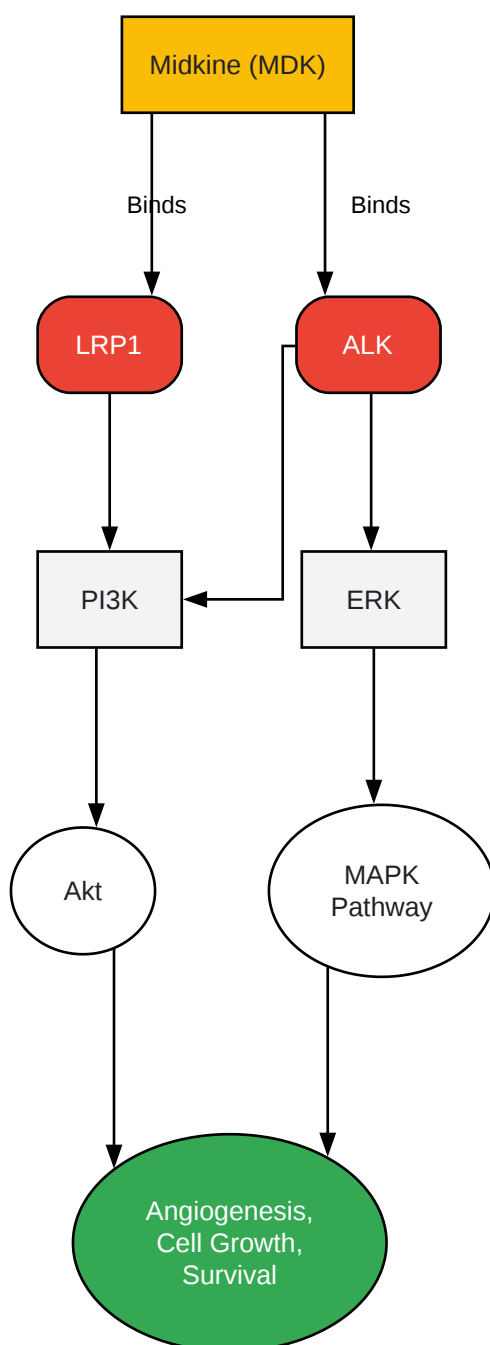 Midkine (MDK)
Binds
Binds
LRP1
ALK
PI3K
ERK
Akt
MAPK
Pathway
Angiogenesis,
Cell Growth,
Survival